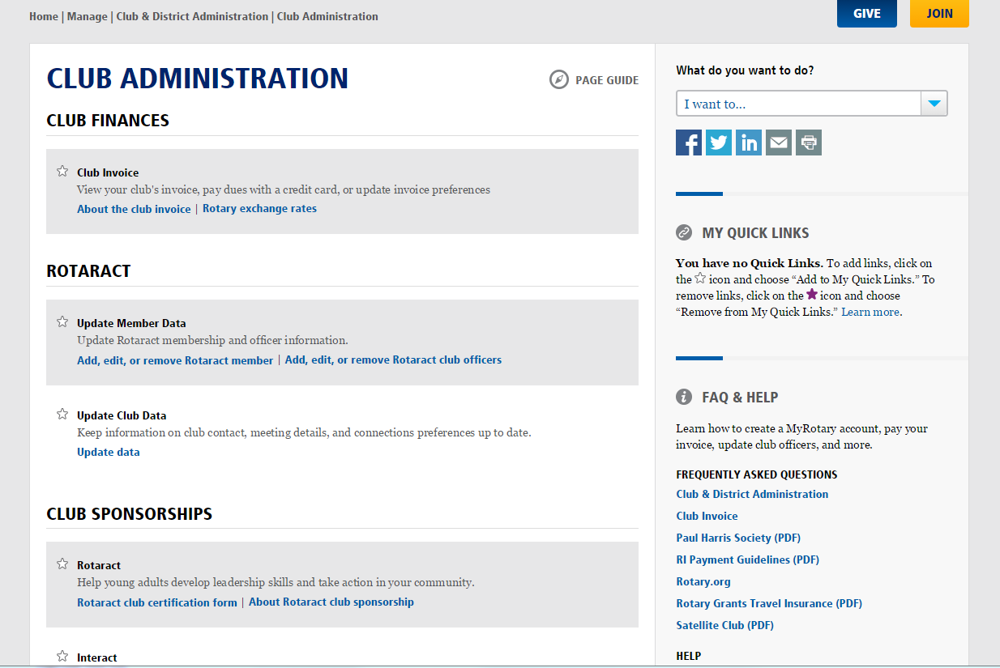 Home | Manage | Club & District Administration | Club Administration
GIVE
JOIN
CLUB ADMINISTRATION
PAGE GUIDE
CLUB FINANCES
Club Invoice
View your club's invoice, pay dues with a credit card, or update invoice preferences
About the club invoice | Rotary exchange rates
ROTARACT
Update Member Data
Update Rotaract membership and officer information.
Add, edit, or remove Rotaract member | Add, edit, or remove Rotaract club officers
Update Club Data
Keep information on club contact, meeting details, and connections preferences up to date.
Update data
CLUB SPONSORSHIPS
Rotaract
Help young adults develop leadership skills and take action in your community.
Rotaract club certification form | About Rotaract club sponsorship
Interact
What do you want to do?
I want to...
MY QUICK LINKS
You have no Quick Links. To add links, click on
the icon and choose “Add to My Quick Links.” To
remove links, click on the icon and choose
“Remove from My Quick Links.” Learn more.
FAQ & HELP
Learn how to create a MyRotary account, pay your
invoice, update club officers, and more.
FREQUENTLY ASKED QUESTIONS
Club & District Administration
Club Invoice
Paul Harris Society (PDF)
RI Payment Guidelines (PDF)
Rotary.org
Rotary Grants Travel Insurance (PDF)
Satellite Club (PDF)
HELP